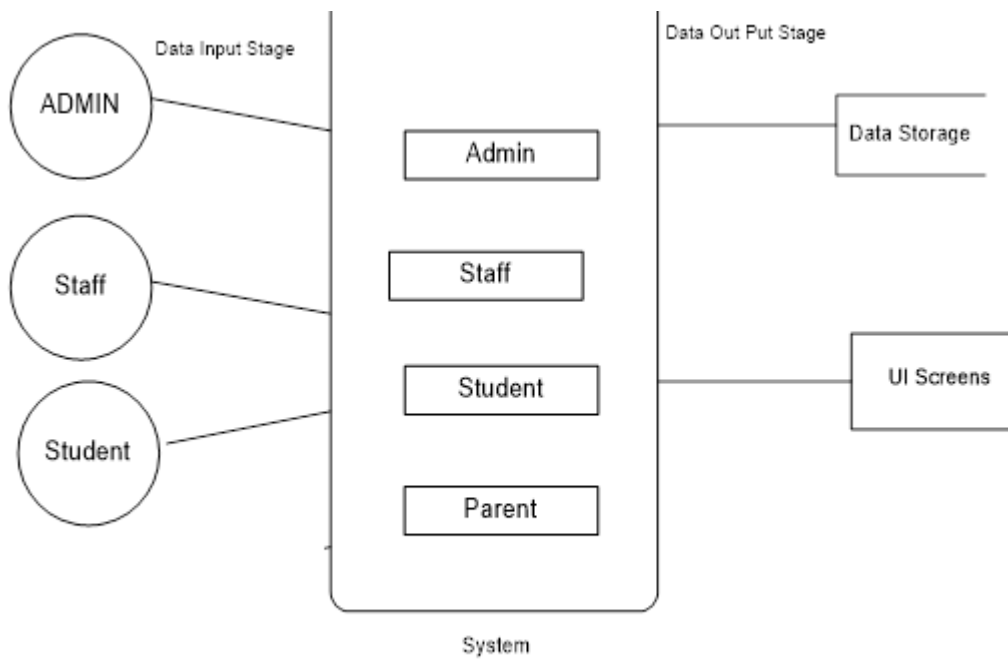 Data Input Stage
Data Out Put Stage
ADMIN
Staff
Student
Admin
Staff
Student
Parent
Data Storage
UI Screens
System